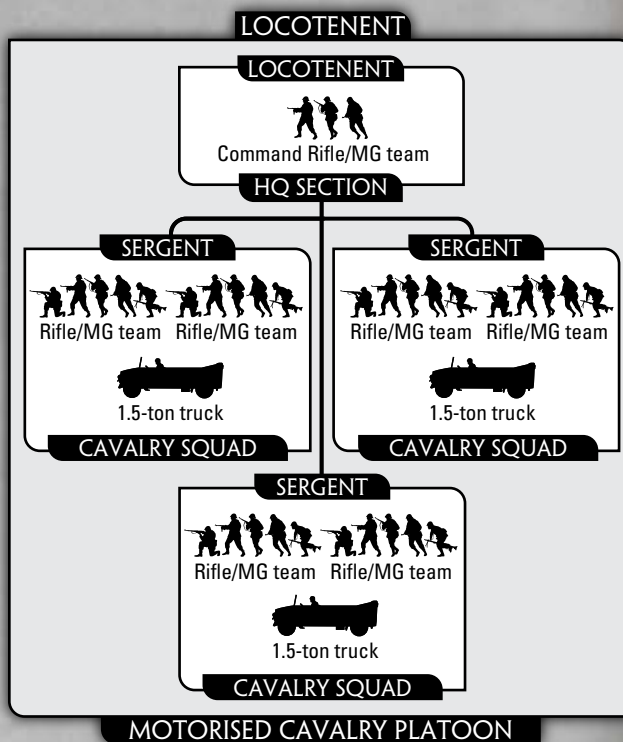 LOCOTENENT
LOCOTENENT
Command Rifle/MG team
HQ SECTION
SERGENT
Rifle/MG team Rifle/MG team
1.5-ton truck
CAVALRY SQUAD
SERGENT
Rifle/MG team Rifle/MG team
1.5-ton truck
CAVALRY SQUAD
SERGENT
Rifle/MG team Rifle/MG team
1.5-ton truck
CAVALRY SQUAD
MOTORISED CAVALRY PLATOON